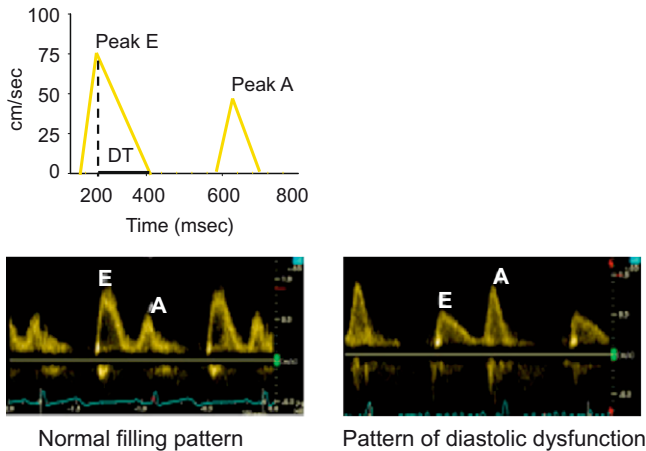 100
75
50
25
0
cm/sec
Peak E
Peak A
DT
200 400 600 800
Time (msec)
E
A
E
A
Normal filling pattern
Pattern of diastolic dysfunction